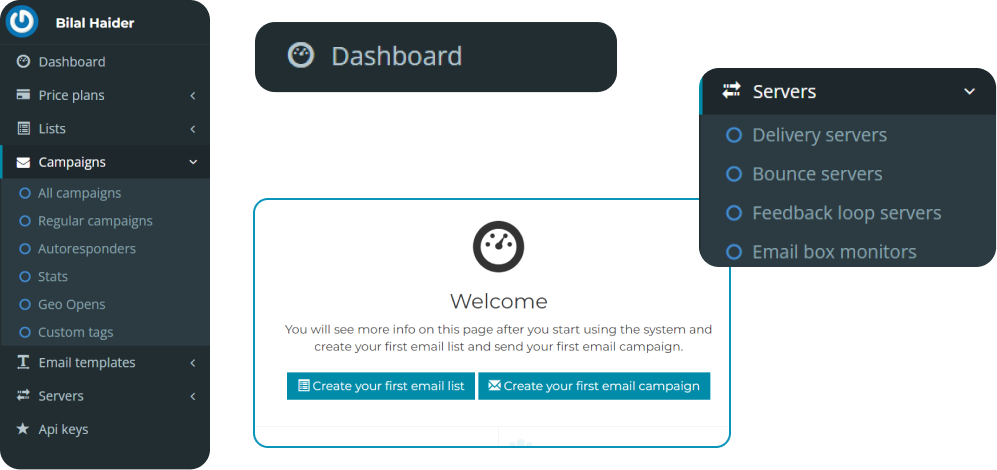 Bilal Haider
Dashboard
Price plans
Lists
Campaigns
All campaigns
Regular campaigns
Autoresponders
Stats
Geo Opens
Custom tags
Email templates
Servers
Api keys
Dashboard
Servers
Delivery servers
Bounce servers
Feedback loop servers
Email box monitors
Welcome
You will see more info on this page after you start using the system and
create your first email list and send your first email campaign.
Create your first email list
Create your first email campaign